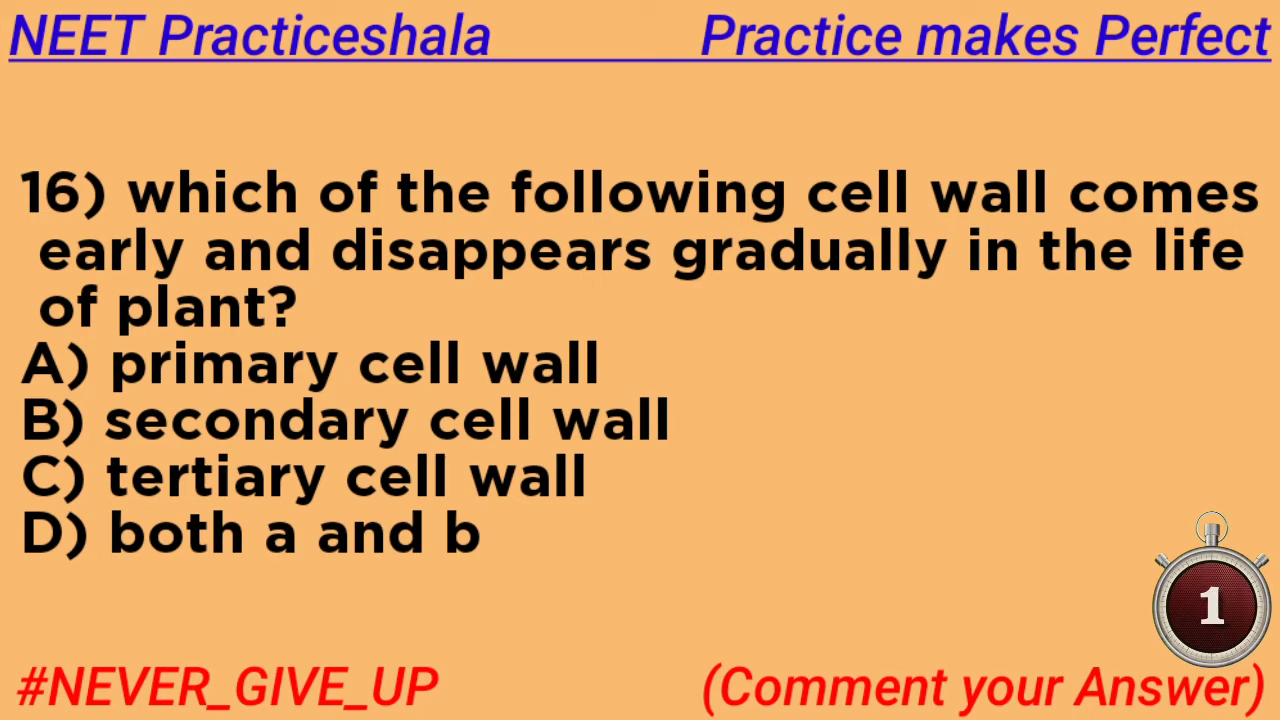 NEET Practiceshala Practice makes Perfect
16) which of the following cell wall comes
early and disappears gradually in the life
of plant?
A) primary cell wall
B) secondary cell wall
C) tertiary cell wall
D) both a and b
1
#NEVER_GIVE_UP (Comment your Answer)